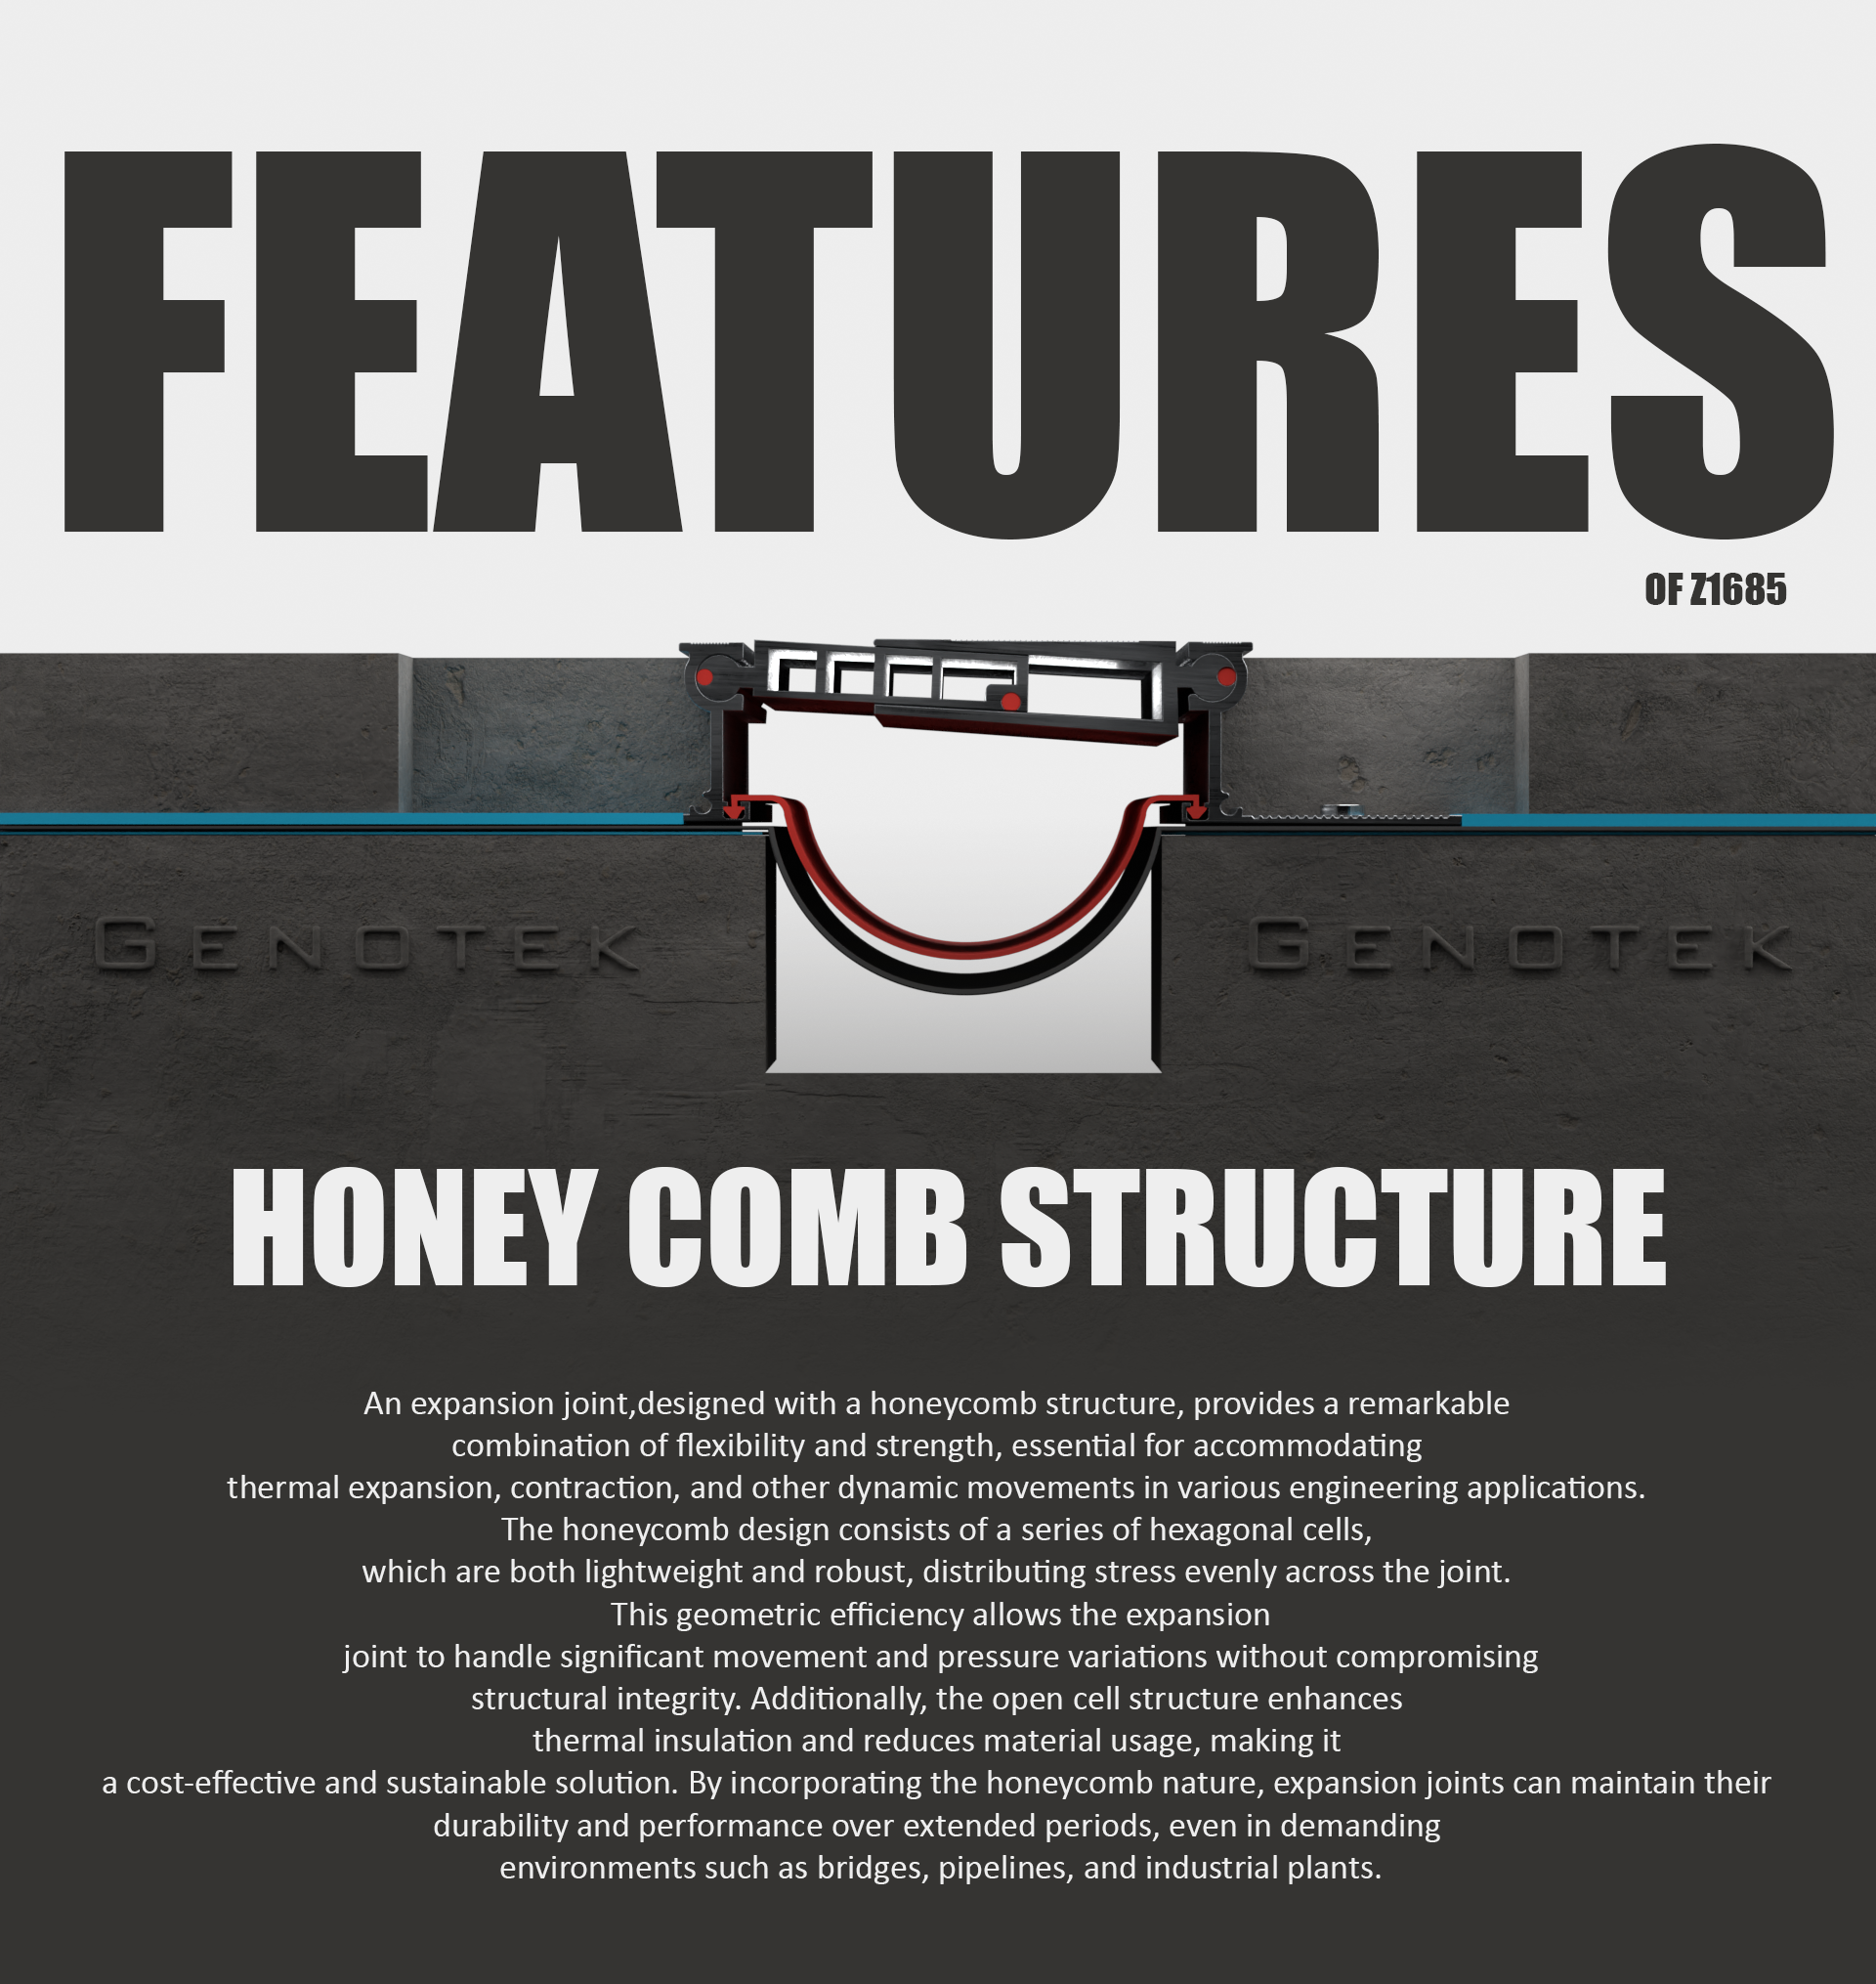 FEATURES
OF Z1685
GENOTEK
GENOTEK
HONEY COMB STRUCTURE
An expansion joint,designed with a honeycomb structure, provides a remarkable
combination of flexibility and strength, essential for accommodating
thermal expansion, contraction, and other dynamic movements in various engineering applications.
The honeycomb design consists of a series of hexagonal cells,
which are both lightweight and robust, distributing stress evenly across the joint.
This geometric efficiency allows the expansion
joint to handle significant movement and pressure variations without compromising
structural integrity. Additionally, the open cell structure enhances
thermal insulation and reduces material usage, making it
a cost-effective and sustainable solution. By incorporating the honeycomb nature, expansion joints can maintain their
durability and performance over extended periods, even in demanding
environments such as bridges, pipelines, and industrial plants.